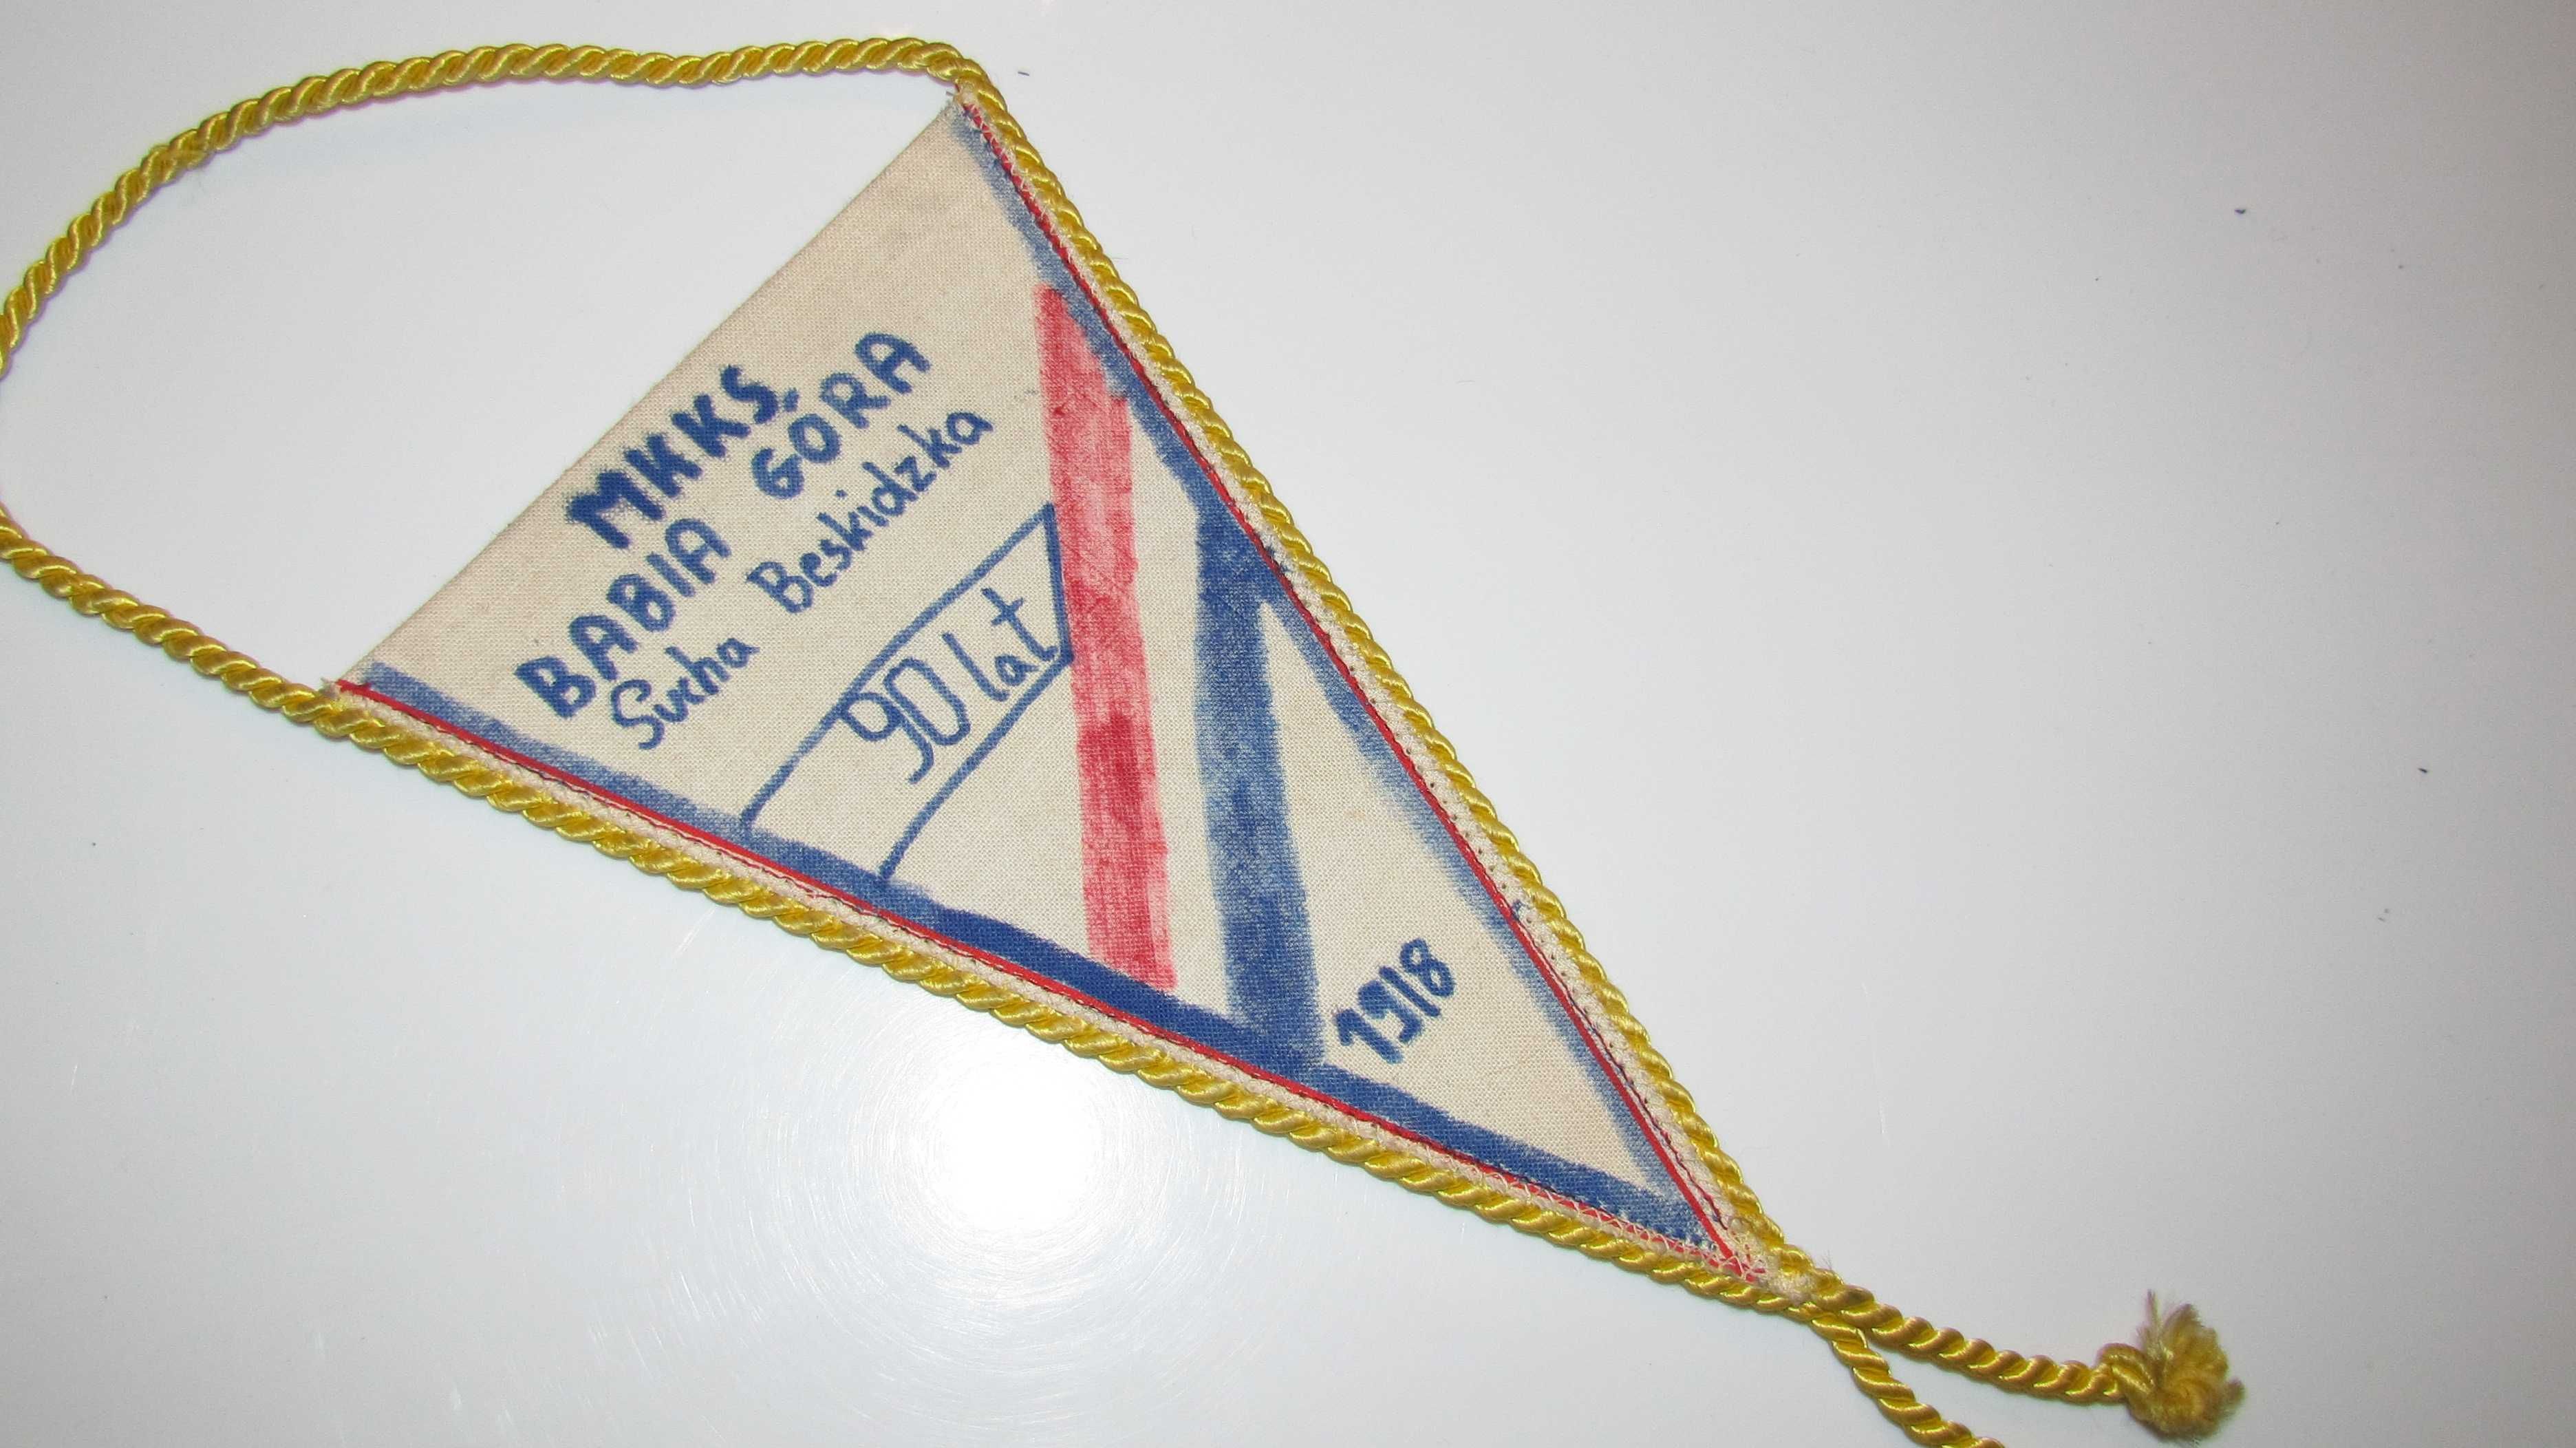 MKKS.
BABIA GÓRA
Sucha Beskidzka
90 lat
1918